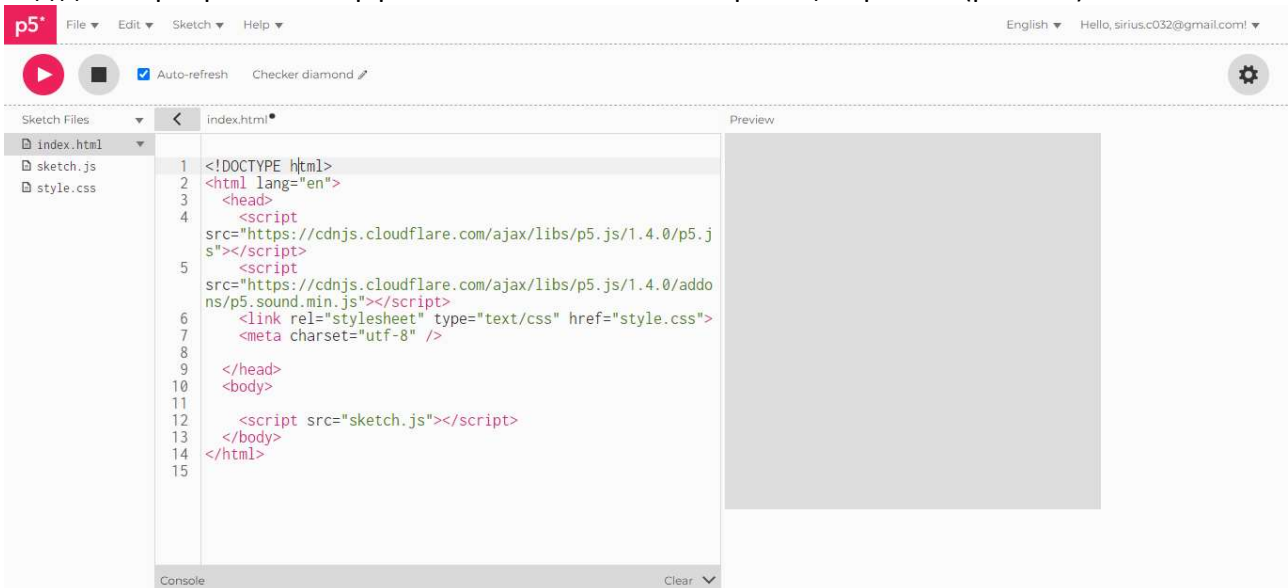 p5* File ▾ Edit ▾ Sketch ▾ Help ▾ English ▾ Hello, sirius.c032@gmail.com! ▾
Auto-refresh Checker diamond
Sketch Files ▾ < index.html● Preview
index.html ▾
sketch.js
style.css
1 <!DOCTYPE html>
2 <html lang="en">
3 <head>
4 <script
src="https://cdnjs.cloudflare.com/ajax/libs/p5.js/1.4.0/p5.j
s"></script>
5 <script
src="https://cdnjs.cloudflare.com/ajax/libs/p5.js/1.4.0/addo
ns/p5.sound.min.js"></script>
6 <link rel="stylesheet" type="text/css" href="style.css">
7 <meta charset="utf-8" />
8
9 </head>
10 <body>
11
12 <script src="sketch.js"></script>
13 </body>
14 </html>
15
Console Clear